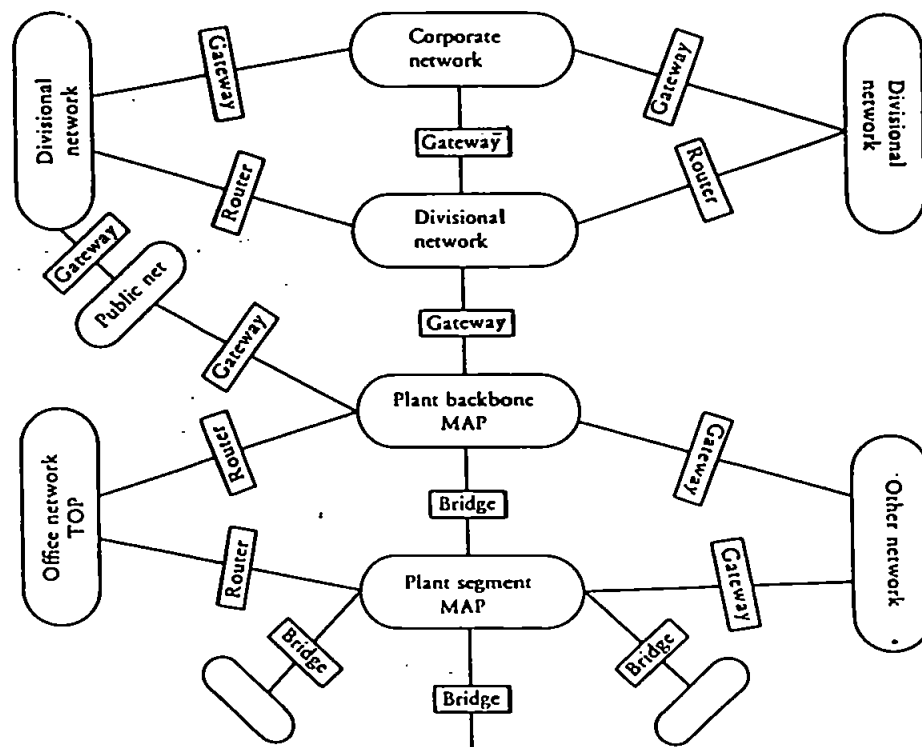 Corporate
network
Gateway
Gateway
Divisional
network
Divisional
network
Gateway
Router
Router
Divisional
network
Gateway
Public net
Gateway
Gateway
Plant backbone
MAP
Router
Gateway
Office network
TOP
Other network
Bridge
Router
Plant segment
MAP
Gateway
Bridge
Bridge
Bridge